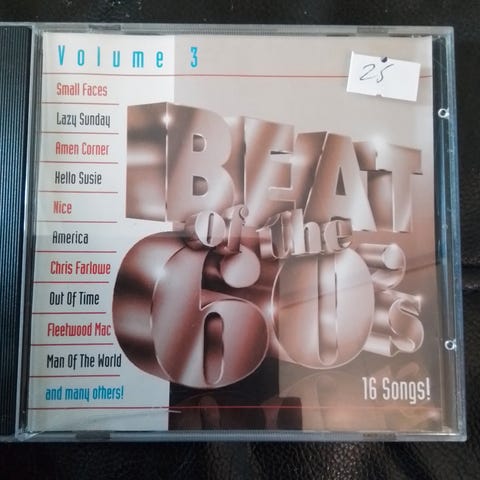 Volume 3
25
Small Faces
Lazy Sunday
Amen Corner
Hello Susie
Nice
America
Chris Farlowe
Out Of Time
Fleetwood Mac
Man Of The World
and many others!
BEAT
of the
60's
16 Songs!